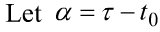 Let α = τ − t₀